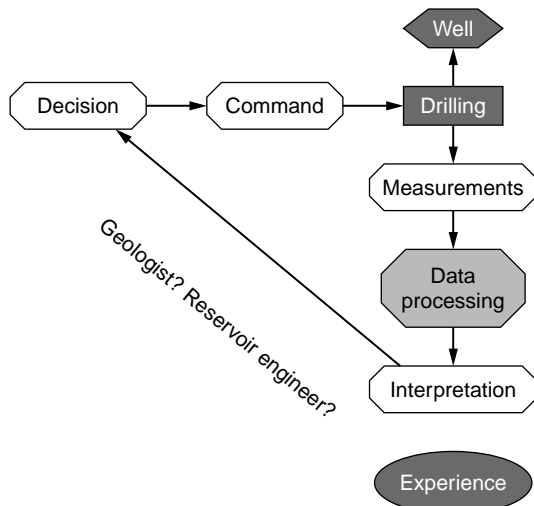 Well
Decision
Command
Drilling
Measurements
Geologist? Reservoir engineer?
Data
processing
Interpretation
Experience